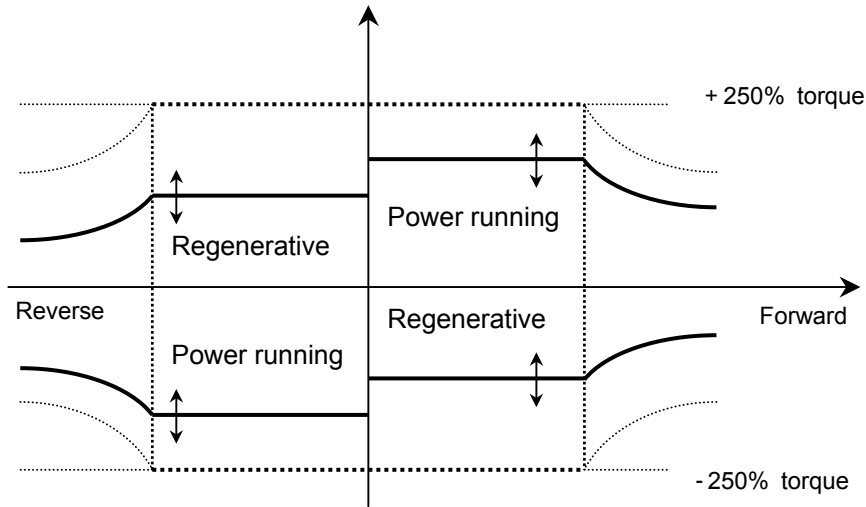 +250% torque
Power running
Regenerative
Reverse
Regenerative
Forward
Power running
-250% torque